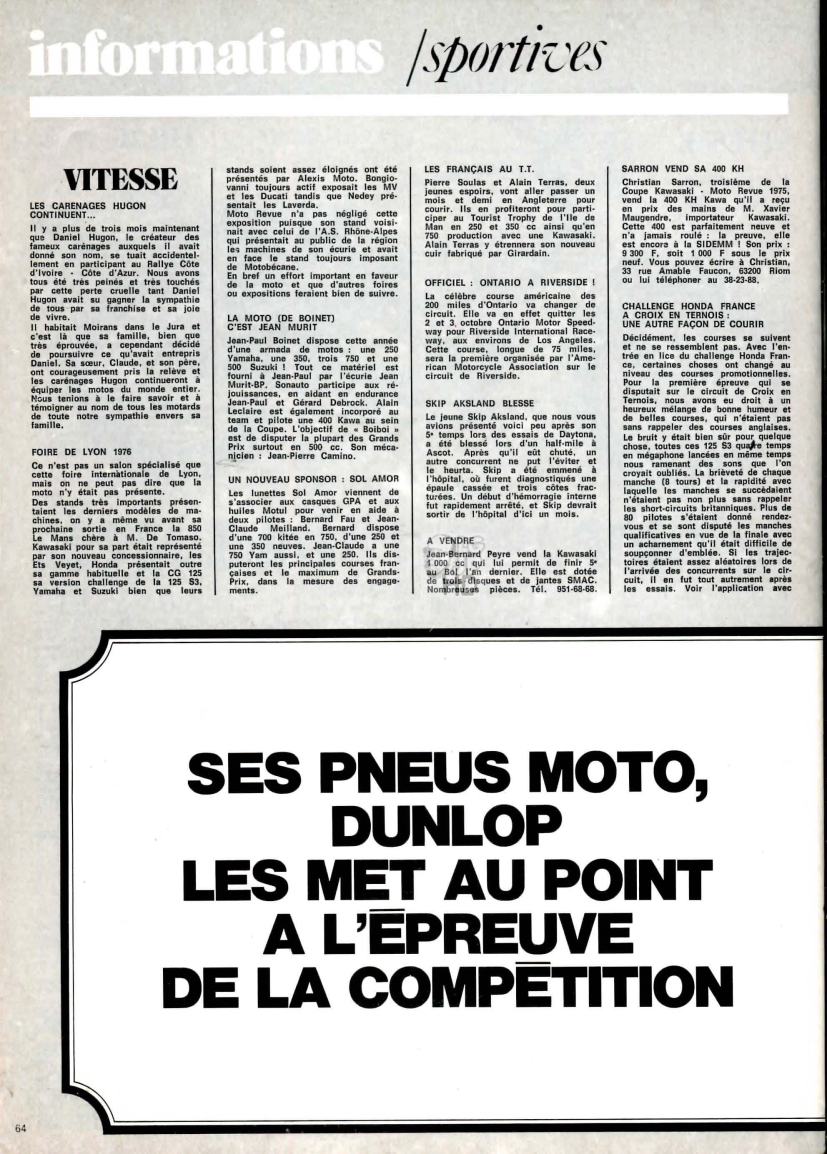 informations /sportives
VITESSE
LES CARENAGES HUGON
CONTINUENT...
Il y a plus de trois mois maintenant
que Daniel Hugon, le créateur des
fameux carénages auxquels il avait
donné son nom, se tuait accidentel-
lement en participant au Rallye Côte
d'Ivoire - Côte d'Azur. Nous avons
tous été très peinés et très touchés
par cette perte cruelle tant Daniel
Hugon avait su gagner la sympathie
de tous par sa franchise et sa joie
de vivre.
Il habitait Moirans dans le Jura et
c'est là que sa famille, bien que
très éprouvée, a cependant décidé
de poursuivre ce qu'avait entrepris
Daniel. Sa sœur, Claude, et son père,
ont courageusement pris la relève et
les carénages Hugon continueront à
équiper les motos du monde entier.
Nous tenions à le faire savoir et à
témoigner au nom de tous les motards
de toute notre sympathie envers sa
famille.
FOIRE DE LYON 1976
Ce n'est pas un salon spécialisé que
cette foire internationale de Lyon,
mais on ne peut pas dire que la
moto n'y était pas présente.
Des stands très importants présen-
taient les derniers modèles de ma-
chines. on y a même vu avant sa
prochaine sortie en France la 850
Le Mans chère à M. De Tomaso.
Kawasaki pour sa part était représenté
par son nouveau concessionnaire, les
Ets Veyet, Honda présentait outre
sa gamme habituelle et la CG 125
sa version challenge de la 125 S3,
Yamaha et Suzuki bien que leurs
stands soient assez éloignés ont été
présentés par Alexis Moto. Bongio-
vanni toujours actif exposait les MV
et les Ducati tandis que Nedey pré-
sentait les Laverda.
Moto Revue n'a pas négligé cette
exposition puisque son stand voisi-
nait avec celui de l'A.S. Rhône-Alpes
qui présentait au public de la région
les machines de son écurie et avait
en face le stand toujours imposant
de Motobécane.
En bref un effort important en faveur
de la moto et que d'autres foires
ou expositions feraient bien de suivre.
LA MOTO (DE BOINET)
C'EST JEAN MURIT
Jean-Paul Boinet dispose cette année
d'une armada de motos : une 250
Yamaha, une 350, trois 750 et une
500 Suzuki ! Tout ce matériel est
fourni à Jean-Paul par l'écurie Jean
Murit-BP. Sonauto participe aux ré-
jouissances, en aidant en endurance
Jean-Paul et Gérard Debrock. Alain
Leclaire est également incorporé au
team et pilote une 400 Kawa au sein
de la Coupe. L'objectif de « Boiboi »
est de disputer la plupart des Grands
Prix surtout en 500 cc. Son méca-
nicien : Jean-Pierre Camino.
UN NOUVEAU SPONSOR : SOL AMOR
Les lunettes Sol Amor viennent de
s'associer aux casques GPA et aux
huiles Motul pour venir en aide à
deux pilotes : Bernard Fau et Jean-
Claude Meilland. Bernard dispose
d'une 700 kitée en 750, d'une 250 et
une 350 neuves. Jean-Claude a une
750 Yam aussi, et une 250. Ils dis-
puteront les principales courses fran-
çaises et le maximum de Grands-
Prix, dans la mesure des engage-
ments.
LES FRANÇAIS AU T.T.
Pierre Soulas et Alain Terras, deux
jeunes espoirs, vont aller passer un
mois et demi en Angleterre pour
courir. Ils en profiteront pour parti-
ciper au Tourist Trophy de l'Ile de
Man en 250 et 350 cc ainsi qu'en
750 production avec une Kawasaki.
Alain Terras y étrennera son nouveau
cuir fabriqué par Girardain.
OFFICIEL : ONTARIO A RIVERSIDE !
La célèbre course américaine des
200 miles d'Ontario va changer de
circuit. Elle va en effet quitter les
2 et 3 octobre Ontario Motor Speed-
way pour Riverside International Race-
way, aux environs de Los Angeles.
Cette course, longue de 75 miles,
sera la première organisée par l'Ame-
rican Motorcycle Association sur le
circuit de Riverside.
SKIP AKSLAND BLESSE
Le jeune Skip Aksland, que nous vous
avions présenté voici peu après son
5e temps lors des essais de Daytona,
a été blessé lors d'un half-mile à
Ascot. Après qu'il eût chuté, un
autre concurrent ne put l'éviter et
le heurta. Skip a été emmené à
l'hôpital, où furent diagnostiqués une
épaule cassée et trois côtes frac-
turées. Un début d'hémorragie interne
fut rapidement arrêté, et Skip devrait
sortir de l'hôpital d'ici un mois.
A VENDRE
Jean-Bernard Peyre vend la Kawasaki
1 000 cc qui lui permit de finir 5e
au Bol l'an dernier. Elle est dotée
de trois disques et de jantes SMAC.
Nombreuses pièces. Tél. 951-68-68.
SARRON VEND SA 400 KH
Christian Sarron, troisième de la
Coupe Kawasaki - Moto Revue 1975,
vend la 400 KH Kawa qu'il a reçu
en prix des mains de M. Xavier
Maugendre, importateur Kawasaki.
Cette 400 est parfaitement neuve et
n'a jamais roulé : la preuve, elle
est encore à la SIDEMM ! Son prix :
9 300 F, soit 1 000 F sous le prix
neuf. Vous pouvez écrire à Christian,
33 rue Amable Faucon, 63200 Riom
ou lui téléphoner au 38-23-88.
CHALLENGE HONDA FRANCE
A CROIX EN TERNOIS :
UNE AUTRE FAÇON DE COURIR
Décidément, les courses se suivent
et ne se ressemblent pas. Avec l'en-
trée en lice du challenge Honda Fran-
ce, certaines choses ont changé au
niveau des courses promotionnelles.
Pour la première épreuve qui se
disputait sur le circuit de Croix en
Ternois, nous avons eu droit à un
heureux mélange de bonne humeur et
de belles courses, qui n'étaient pas
sans rappeler des courses anglaises.
Le bruit y était bien sûr pour quelque
chose, toutes ces 125 S3 quatre temps
en mégaphone lancées en même temps
nous ramenant des sons que l'on
croyait oubliés. La brièveté de chaque
manche (8 tours) et la rapidité avec
laquelle les manches se succèdaient
n'étaient pas non plus sans rappeler
les short-circuits britanniques. Plus de
80 pilotes s'étaient donné rendez-
vous et se sont disputé les manches
qualificatives en vue de la finale avec
un acharnement qu'il était difficile de
soupçonner d'emblée. Si les trajec-
toires étaient assez aléatoires lors de
l'arrivée des concurrents sur le cir-
cuit, il en fut tout autrement après
les essais. Voir l'application avec
SES PNEUS MOTO,
DUNLOP
LES MET AU POINT
A L'ÉPREUVE
DE LA COMPÉTITION
64